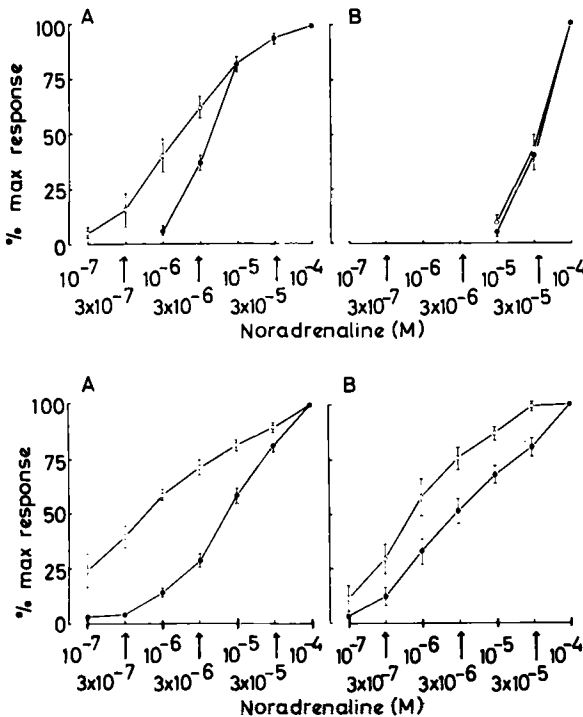 A
B
100
75
50
25
0
% max response
10-7
10-6
10-5
10-4
10-7
10-6
10-5
10-4
3x10-7
3x10-6
3x10-5
3x10-7
3x10-6
3x10-5
Noradrenaline (M)
Noradrenaline (M)
A
B
100
75
50
25
0
% max response
10-7
10-6
10-5
10-4
10-7
10-6
10-5
10-4
3x10-7
3x10-6
3x10-5
3x10-7
3x10-6
3x10-5
Noradrenaline (M)
Noradrenaline (M)